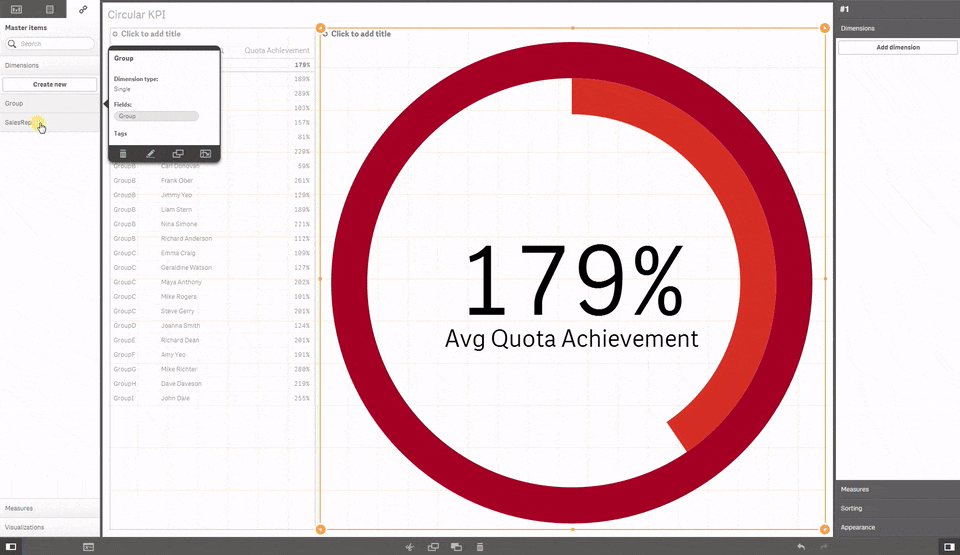 Circular KPI
#1
Master items
Click to add title
Click to add title
Dimensions
Search
Group
Quota Achievement
Add dimension
Dimensions
179%
Create new
Dimension type:
Single
Group
Fields:
Group
SalesRep
Tags
169%
289%
103%
157%
81%
220%
GroupB Carl Donovan 59%
GroupB Frank Ober 261%
GroupB Jimmy Yeo 129%
GroupB Liam Stern 189%
GroupB Nina Simone 221%
GroupB Richard Anderson 112%
GroupC Emma Craig 199%
GroupC Geraldine Watson 127%
GroupC Maya Anthony 202%
GroupC Mike Rogers 101%
GroupC Steve Gerry 201%
GroupD Joanna Smith 124%
GroupE Richard Dean 201%
GroupF Amy Yeo 191%
GroupG Mike Richter 280%
GroupH Dave Daveson 219%
GroupI John Dale 255%
179%
Avg Quota Achievement
Measures
Visualizations
Measures
Sorting
Appearance